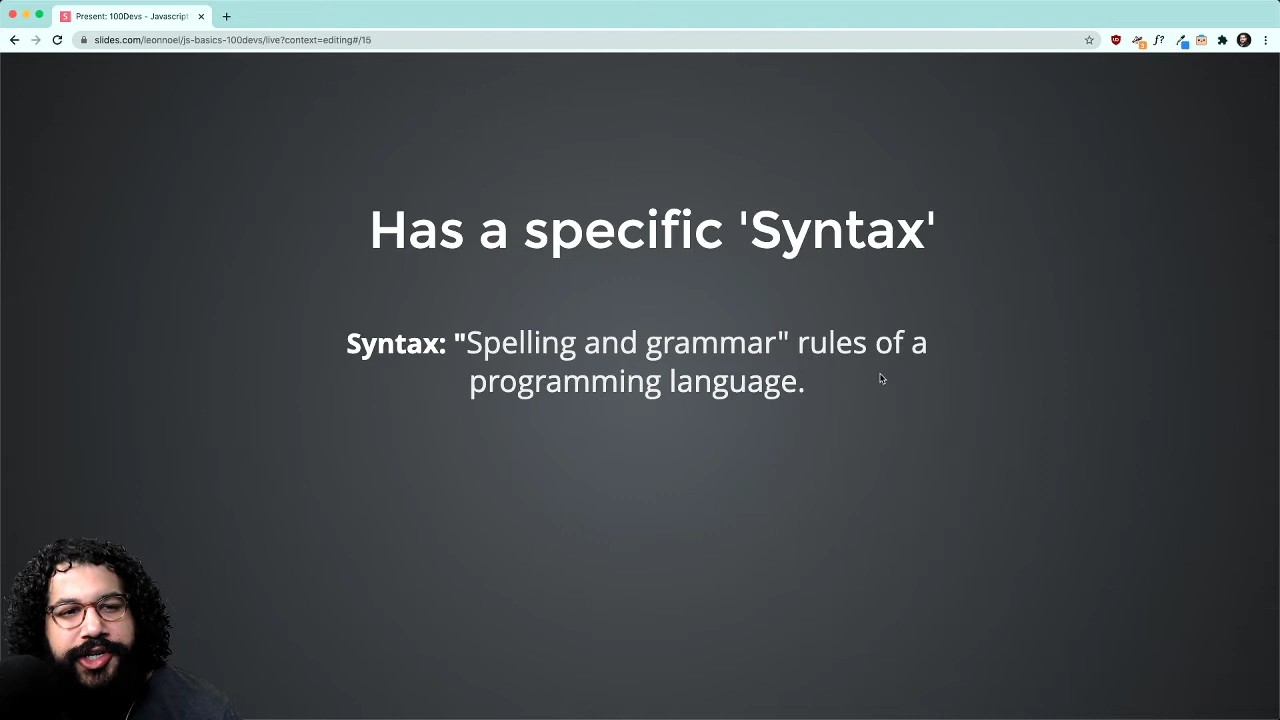 Present: 100Devs - Javascript
slides.com/leonnoel/js-basics-100devs/live?context=editing#/15
Has a specific 'Syntax'
Syntax: "Spelling and grammar" rules of a
programming language.